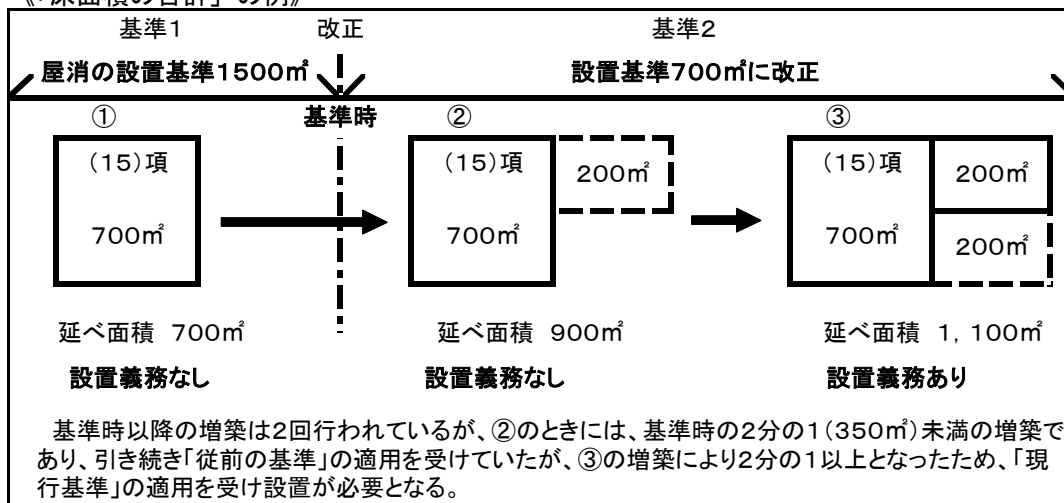 《「床面積の合計」の例》
基準1 改正 基準2
屋消の設置基準1500㎡ 設置基準700㎡に改正
① 基準時 ② ③
(15)項 (15)項 200㎡ (15)項 200㎡
700㎡ 700㎡ 700㎡ 200㎡
延べ面積 700㎡ 延べ面積 900㎡ 延べ面積 1,100㎡
設置義務なし 設置義務なし 設置義務あり
基準時以降の増築は2回行われているが、②のときには、基準時の2分の1(350㎡)未満の増築で
あり、引き続き「従前の基準」の適用を受けていたが、③の増築により2分の1以上となったため、「現
行基準」の適用を受け設置が必要となる。